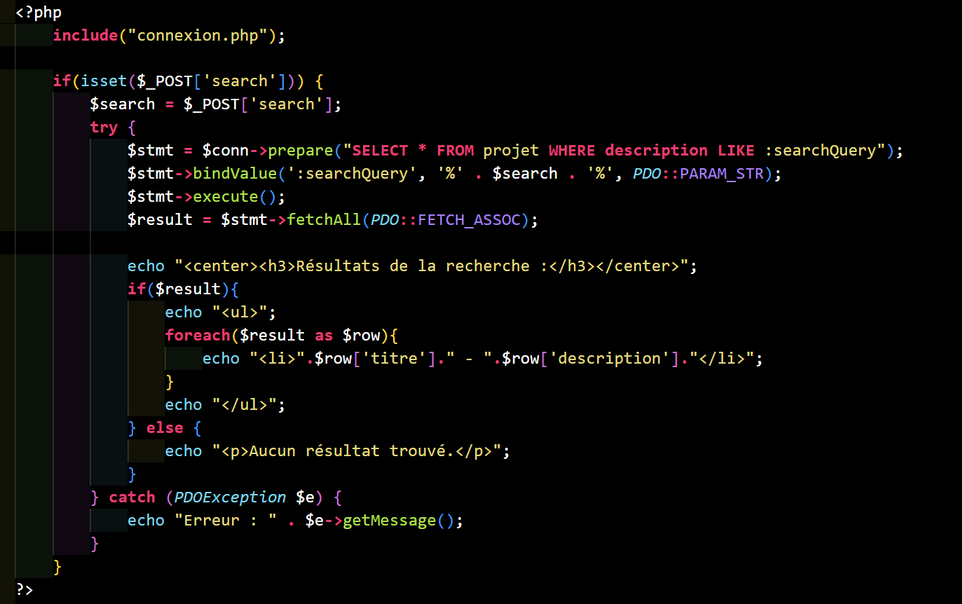 <?php
include("connexion.php");
if(isset($_POST['search'])) {
$search = $_POST['search'];
try {
$stmt = $conn->prepare("SELECT * FROM projet WHERE description LIKE :searchQuery");
$stmt->bindValue(':searchQuery', '%' . $search . '%', PDO::PARAM_STR);
$stmt->execute();
$result = $stmt->fetchAll(PDO::FETCH_ASSOC);
echo "<center><h3>Résultats de la recherche :</h3></center>";
if($result){
echo "<ul>";
foreach($result as $row){
echo "<li>".$row['titre']." - ".$row['description']."</li>";
}
echo "</ul>";
} else {
echo "<p>Aucun résultat trouvé.</p>";
}
} catch (PDOException $e) {
echo "Erreur : " . $e->getMessage();
}
}
?>